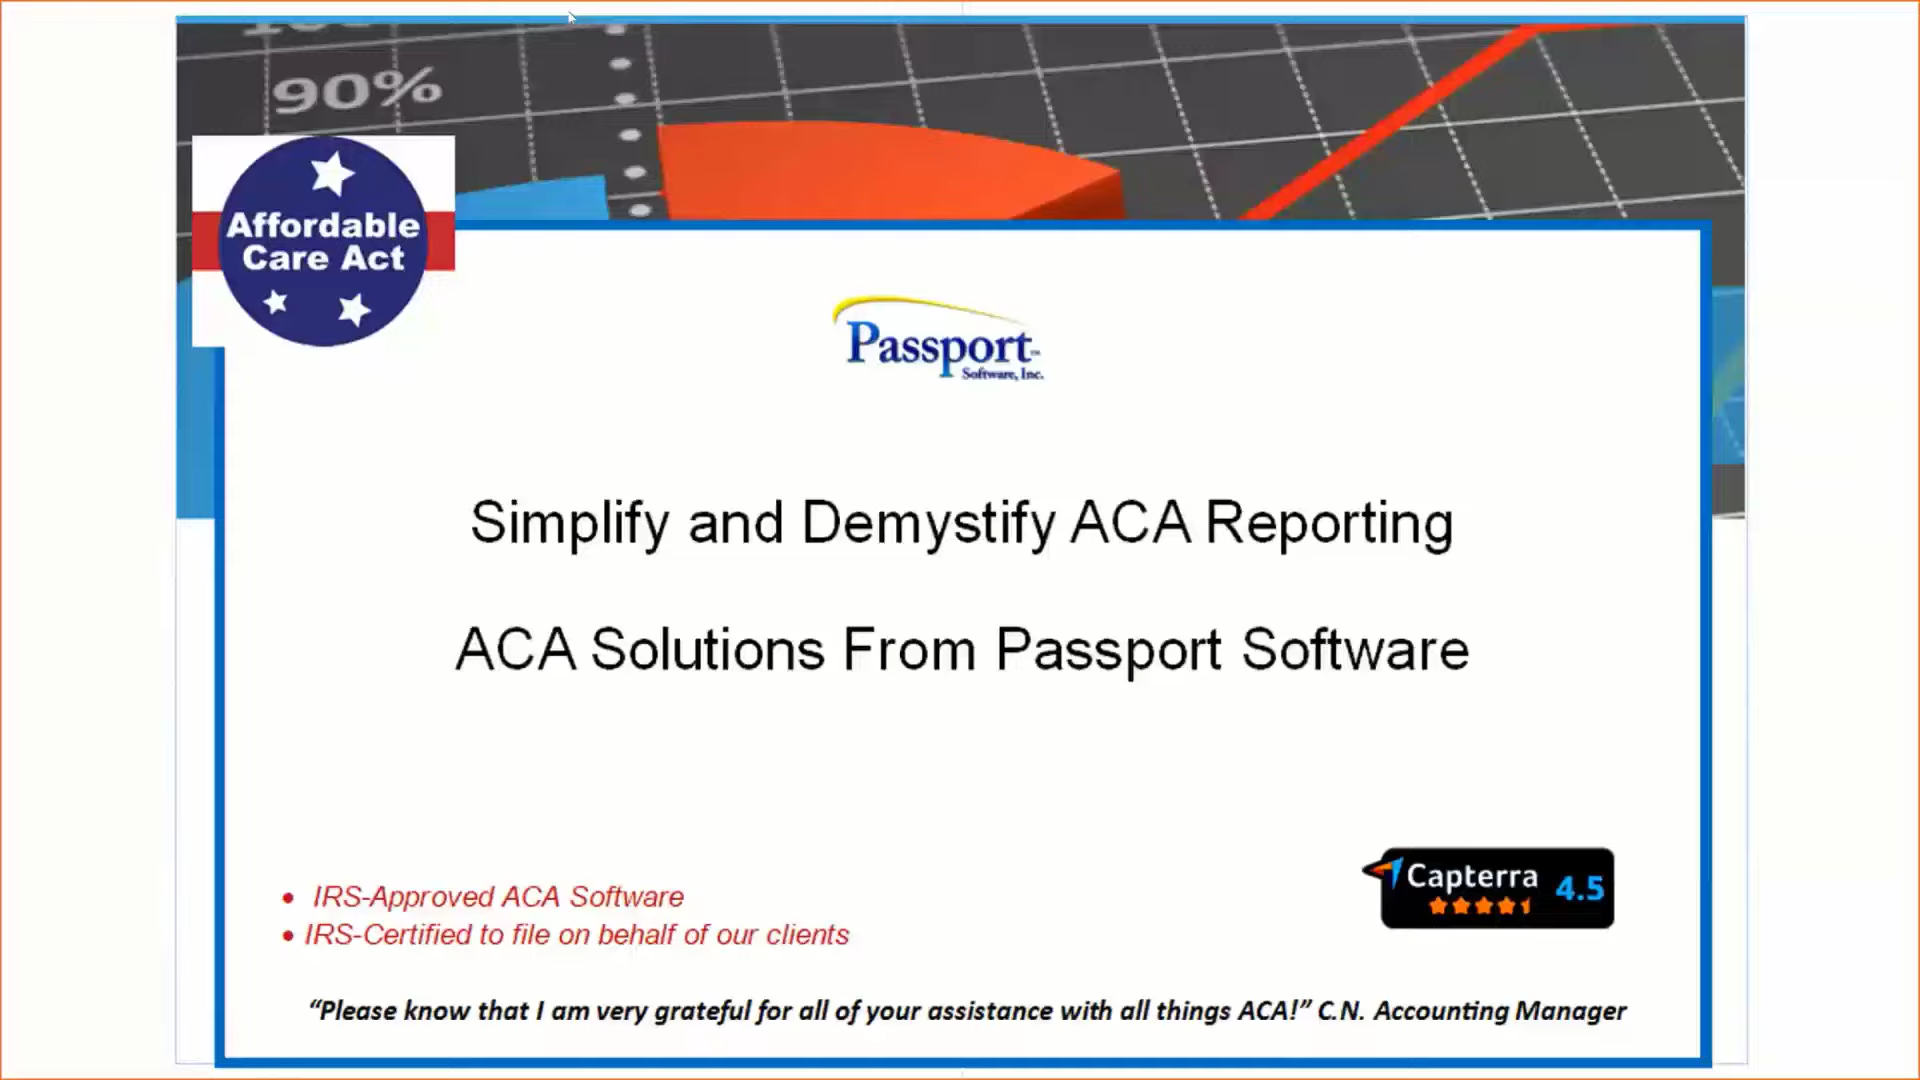 90%
Affordable
Care Act
Passport™
Software, Inc.
Simplify and Demystify ACA Reporting
ACA Solutions From Passport Software
Capterra 4.5
• IRS-Approved ACA Software
• IRS-Certified to file on behalf of our clients
“Please know that I am very grateful for all of your assistance with all things ACA!” C.N. Accounting Manager